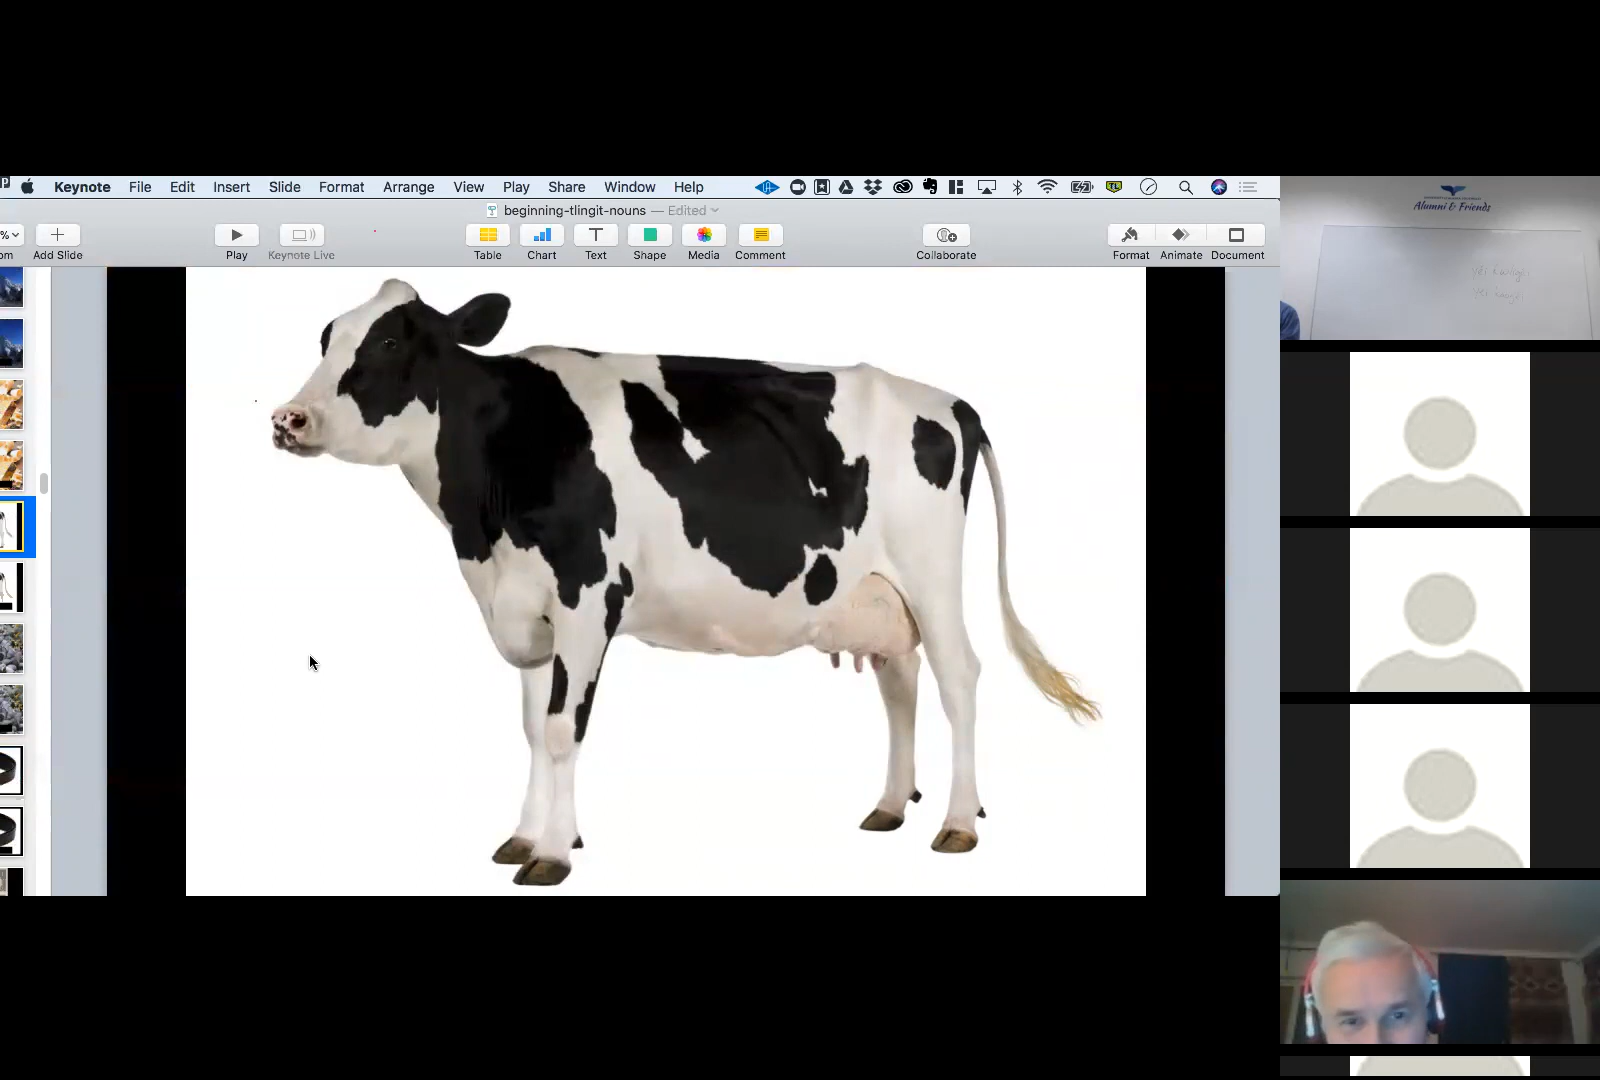 Keynote File Edit Insert Slide Format Arrange View Play Share Window Help
beginning-tlingit-nouns — Edited
Add Slide Play Keynote Live Table Chart Text Shape Media Comment Collaborate Format Animate Document
Alumni & Friends